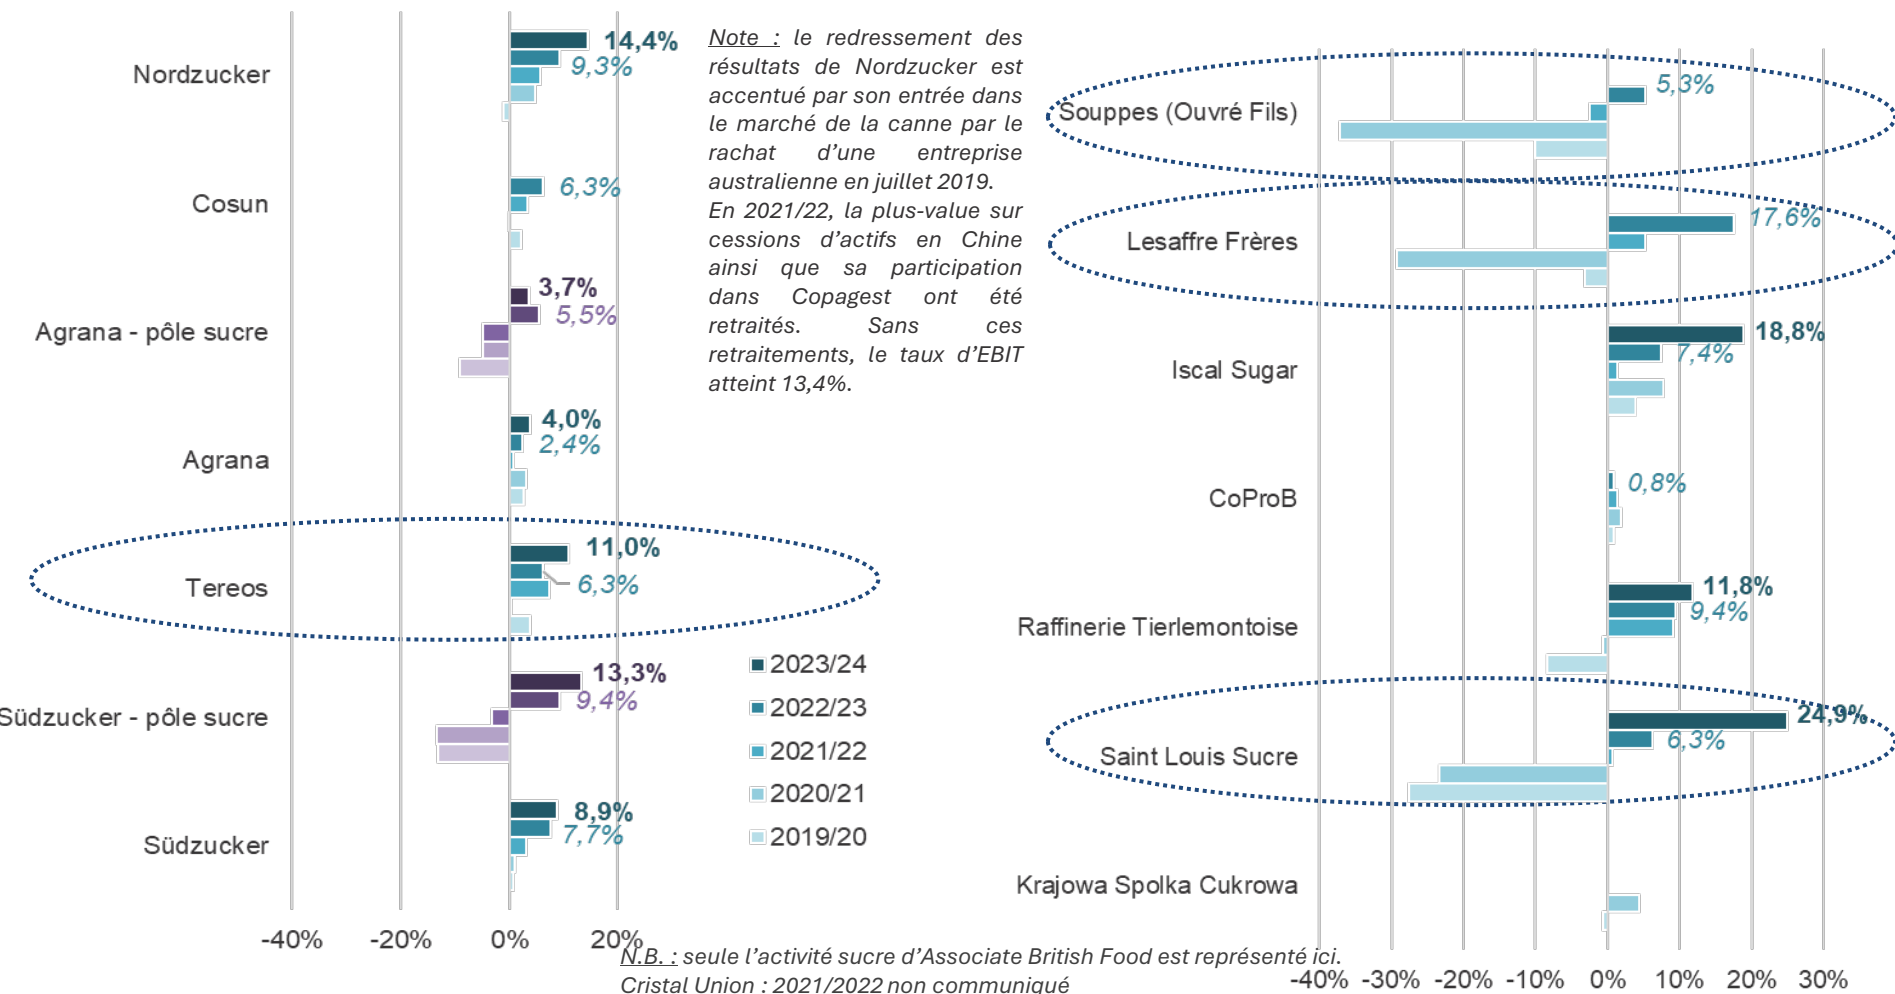 Nordzucker
14,4%
9,3%
Cosun
6,3%
Agrana - pôle sucre
3,7%
5,5%
Agrana
4,0%
2,4%
Tereos
11,0%
6,3%
Südzucker - pôle sucre
13,3%
9,4%
Südzucker
8,9%
7,7%
-40%
-20%
0%
20%
Note : le redressement des
résultats de Nordzucker est
accentué par son entrée dans
le marché de la canne par le
rachat d'une entreprise
australienne en juillet 2019.
En 2021/22, la plus-value sur
cessions d'actifs en Chine
ainsi que sa participation
dans Copagest ont été
retraités. Sans ces
retraitements, le taux d'EBIT
atteint 13,4%.
2023/24
2022/23
2021/22
2020/21
2019/20
Souppes (Ouvré Fils)
5,3%
Lesaffre Frères
17,6%
Iscal Sugar
18,8%
7,4%
CoProB
0,8%
Raffinerie Tierlemontoise
11,8%
9,4%
Saint Louis Sucre
24,9%
6,3%
Krajowa Spolka Cukrowa
-40%
-30%
-20%
-10%
0%
10%
20%
30%
N.B. : seule l'activité sucre d'Associate British Food est représenté ici.
Cristal Union : 2021/2022 non communiqué